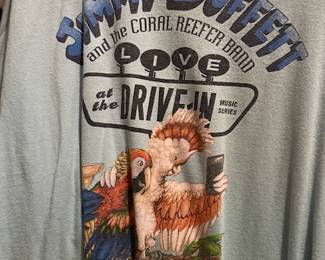 JIMMY BUFFETT
and the CORAL REEFER BAND
LIVE
at the DRIVE-IN
MUSIC SERIES